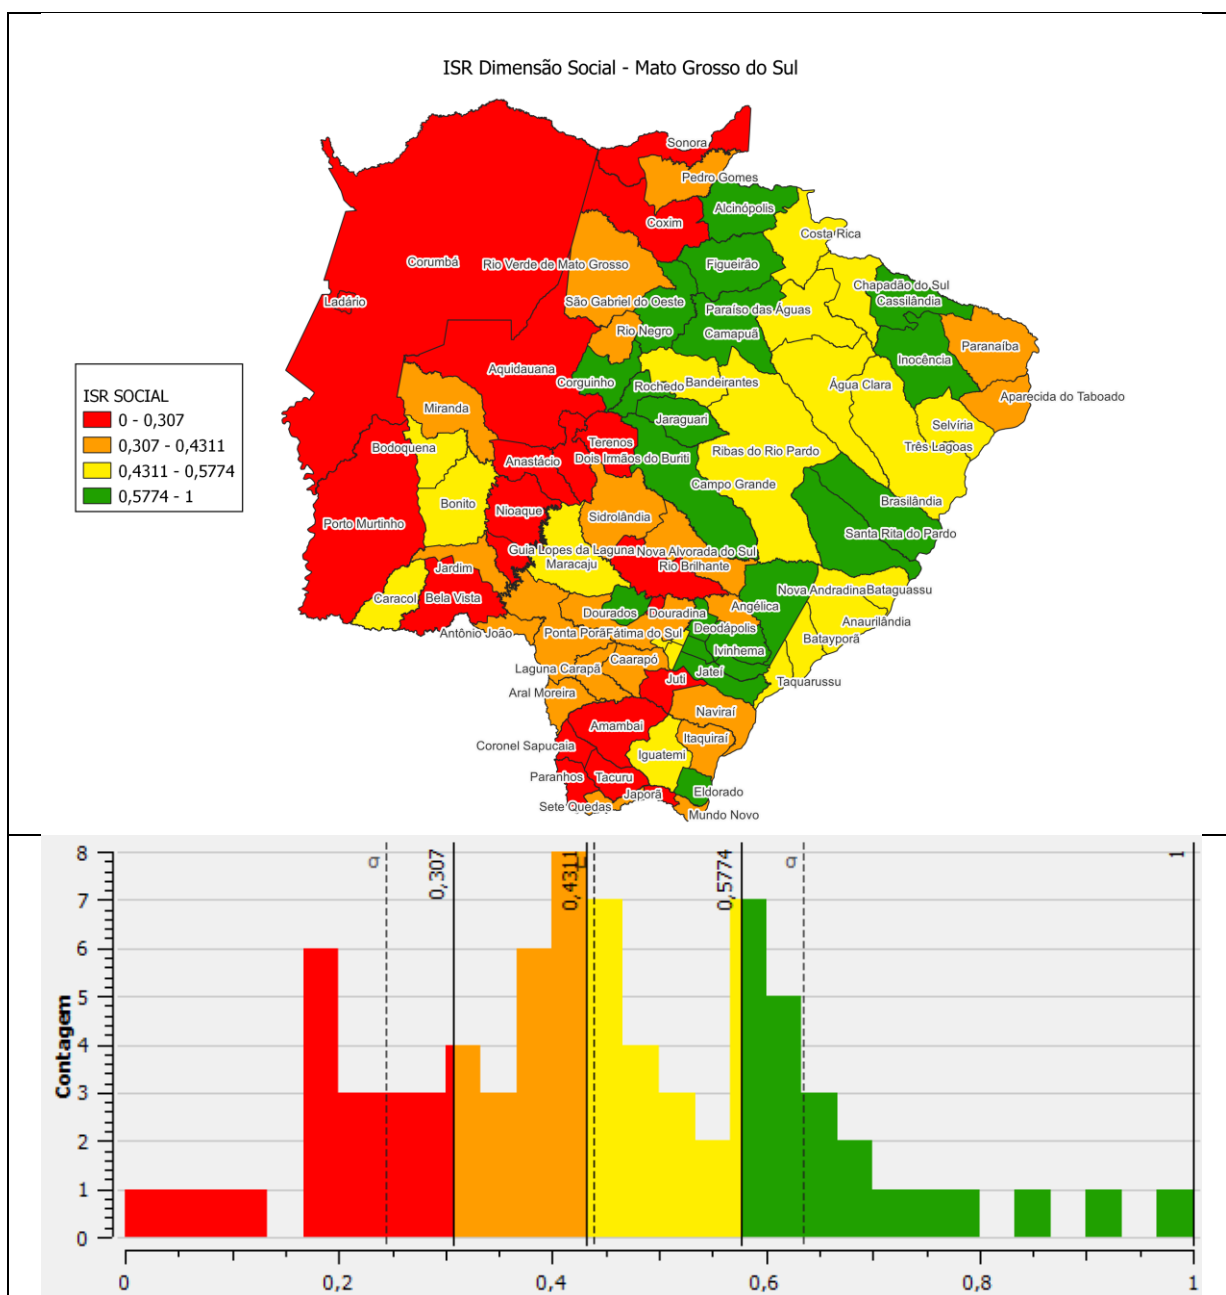 ISR Dimensão Social - Mato Grosso do Sul
Sonora
Pedro Gomes
Alcinópolis
Coxim
Costa Rica
Corumbá
Rio Verde de Mato Grosso
Figueirão
Chapadão do Sul
Ladário
São Gabriel do Oeste
Cassilândia
Paraíso das Águas
Rio Negro
Camapuã
Paranaíba
Inocência
Aquidauana
Corguinho
Rochedo
Bandeirantes
Água Clara
Aparecida do Taboado
ISR SOCIAL
0 - 0,307
0,307 - 0,4311
0,4311 - 0,5774
0,5774 - 1
Miranda
Jaraguari
Selvíria
Bodoquena
Terenos
Três Lagoas
Ribas do Rio Pardo
Anastácio
Dois Irmãos do Buriti
Campo Grande
Bonito
Brasilândia
Nioaque
Sidrolândia
Porto Murtinho
Santa Rita do Pardo
Guia Lopes da Laguna
Nova Alvorada do Sul
Maracaju
Rio Brilhante
Jardim
Nova Andradina
Bataguassu
Caracol
Bela Vista
Angélica
Dourados
Douradina
Anaurilândia
Antônio João
Ponta Porã
Fátima do Sul
Deodápolis
Batayporã
Ivinhema
Caarapó
Laguna Carapã
Jateí
Juti
Taquarussu
Aral Moreira
Naviraí
Amambai
Itaquiraí
Coronel Sapucaia
Iguatemi
Paranhos
Tacuru
Eldorado
Japorã
Sete Quedas
Mundo Novo
8
7
6
5
4
3
2
1
0
Contagem
σ
0,307
0,4311
0,5774
σ
1
0
0,2
0,4
0,6
0,8
1